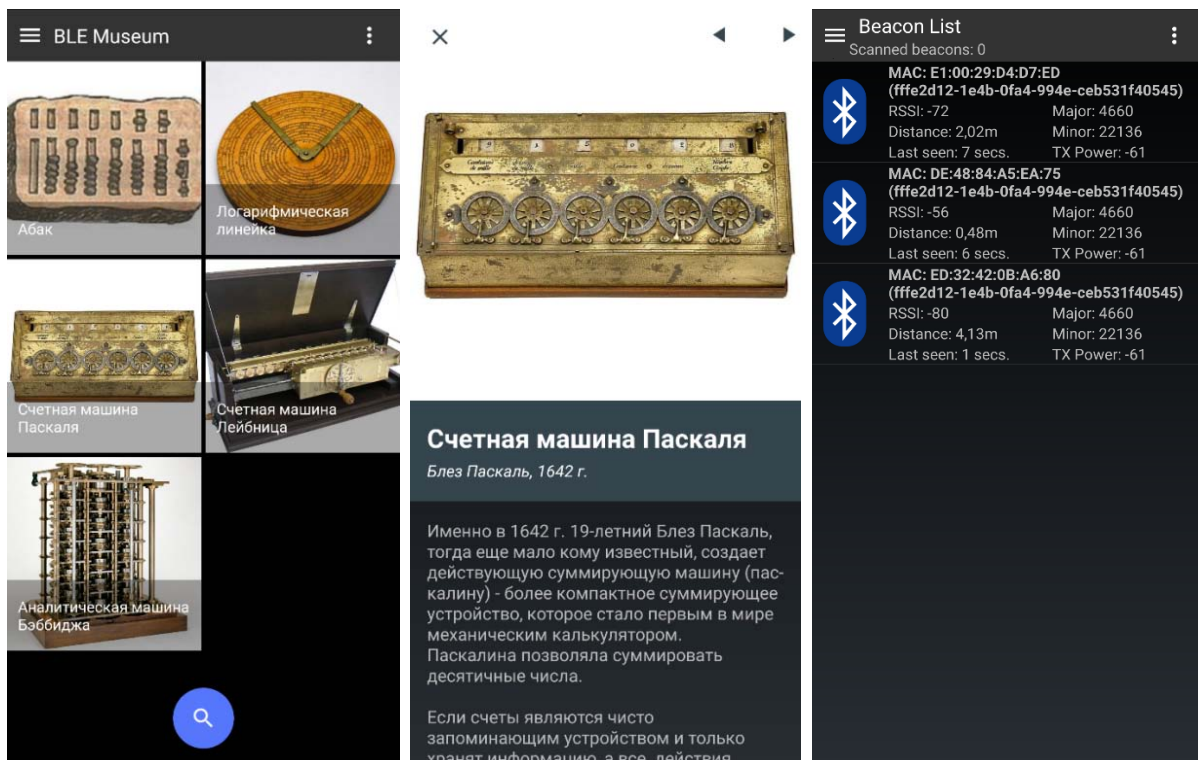 BLE Museum
Абак
Логарифмическая
линейка
Счетная машина
Паскаля
Счетная машина
Лейбница
Аналитическая машина
Бэббиджа
Счетная машина Паскаля
Блез Паскаль, 1642 г.
Именно в 1642 г. 19-летний Блез Паскаль,
тогда еще мало кому известный, создает
действующую суммирующую машину (пас-
калину) - более компактное суммирующее
устройство, которое стало первым в мире
механическим калькулятором.
Паскалина позволяла суммировать
десятичные числа.
Если счеты являются чисто
запоминающим устройством и только
хранят информацию, а все действия
Beacon List
Scanned beacons: 0
MAC: E1:00:29:D4:D7:ED
(fffe2d12-1e4b-0fa4-994e-ceb531f40545)
RSSI: -72 Major: 4660
Distance: 2,02m Minor: 22136
Last seen: 7 secs. TX Power: -61
MAC: DE:48:84:A5:EA:75
(fffe2d12-1e4b-0fa4-994e-ceb531f40545)
RSSI: -56 Major: 4660
Distance: 0,48m Minor: 22136
Last seen: 6 secs. TX Power: -61
MAC: ED:32:42:0B:A6:80
(fffe2d12-1e4b-0fa4-994e-ceb531f40545)
RSSI: -80 Major: 4660
Distance: 4,13m Minor: 22136
Last seen: 1 secs. TX Power: -61